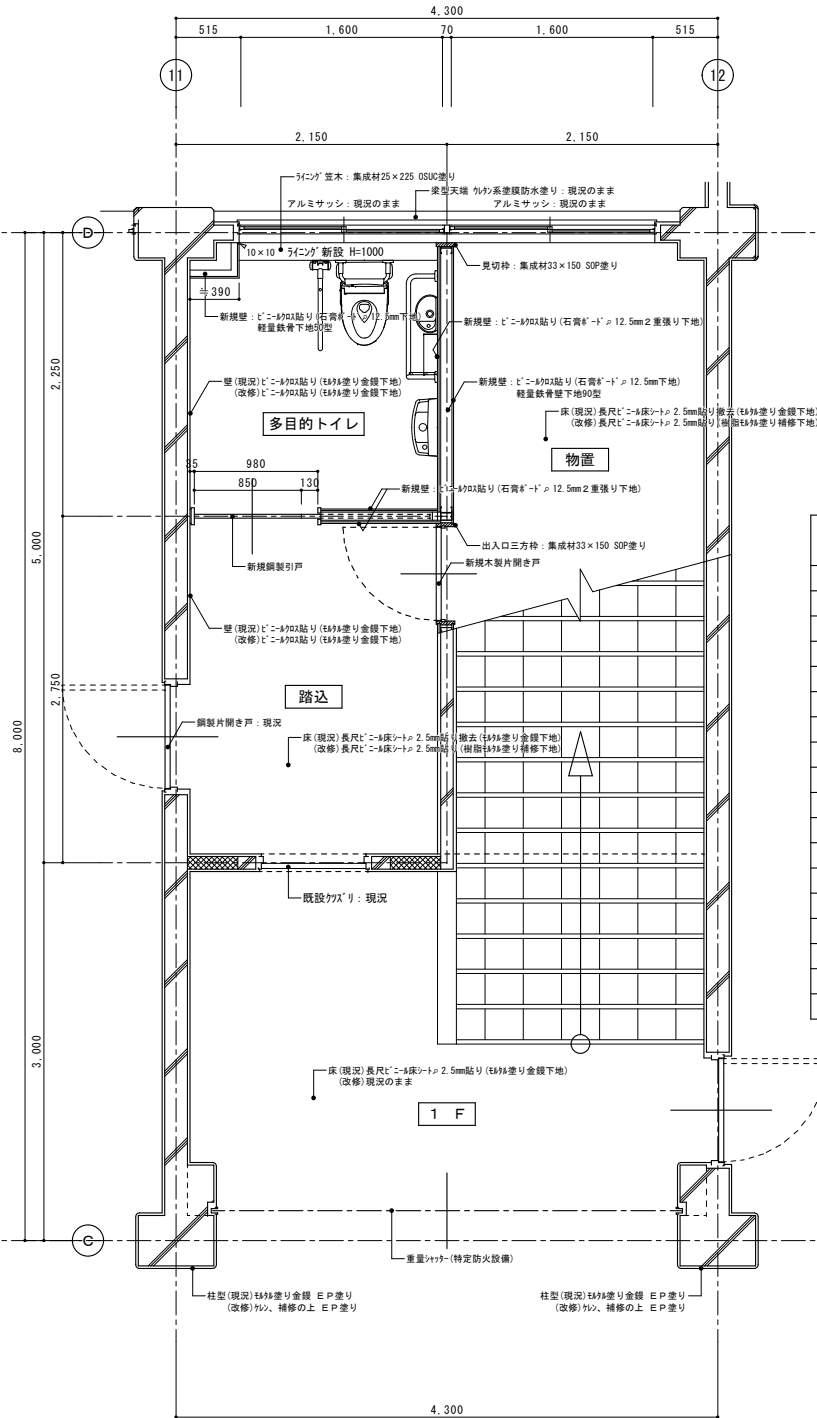 4,300
515 1,600 70 1,600 515
11 12
2,150 2,150
ﾗｲﾆﾝｸﾞ笠木：集成材25×225 OSUC塗り
梁型天端 ｳﾚﾀﾝ系塗膜防水塗り：現況のまま
アルミサッシ：現況のまま アルミサッシ：現況のまま
D
10×10 ﾗｲﾆﾝｸﾞ新設 H=1000
見切枠：集成材33×150 SOP塗り
≒390
新規壁：ﾋﾞﾆｰﾙｸﾛｽ貼り(石膏ﾎﾞｰﾄﾞ 12.5mm下地)
軽量鉄骨下地50型
新規壁：ﾋﾞﾆｰﾙｸﾛｽ貼り(石膏ﾎﾞｰﾄﾞ 12.5mm２重張り下地)
2,250
壁(現況)ﾋﾞﾆｰﾙｸﾛｽ貼り(ﾓﾙﾀﾙ塗り金鏝下地)
(改修)ﾋﾞﾆｰﾙｸﾛｽ貼り(ﾓﾙﾀﾙ塗り金鏝下地)
新規壁：ﾋﾞﾆｰﾙｸﾛｽ貼り(石膏ﾎﾞｰﾄﾞ 12.5mm下地)
軽量鉄骨壁下地90型
床(現況)長尺ﾋﾞﾆｰﾙ床ｼｰﾄ 2.5mm貼り撤去(ﾓﾙﾀﾙ塗り金鏝下地)
(改修)長尺ﾋﾞﾆｰﾙ床ｼｰﾄ 2.5mm貼り(樹脂ﾓﾙﾀﾙ塗り補修下地)
多目的トイレ
物置
35 980
850 130
新規壁：ﾋﾞﾆｰﾙｸﾛｽ貼り(石膏ﾎﾞｰﾄﾞ 12.5mm２重張り下地)
5,000
出入口三方枠：集成材33×150 SOP塗り
新規鋼製引戸
新規木製片開き戸
壁(現況)ﾋﾞﾆｰﾙｸﾛｽ貼り(ﾓﾙﾀﾙ塗り金鏝下地)
(改修)ﾋﾞﾆｰﾙｸﾛｽ貼り(ﾓﾙﾀﾙ塗り金鏝下地)
2,750
踏込
8,000
鋼製片開き戸：現況
床(現況)長尺ﾋﾞﾆｰﾙ床ｼｰﾄ 2.5mm貼り撤去(ﾓﾙﾀﾙ塗り金鏝下地)
(改修)長尺ﾋﾞﾆｰﾙ床ｼｰﾄ 2.5mm貼り(樹脂ﾓﾙﾀﾙ塗り補修下地)
既設ｸﾂｽﾞﾘ：現況
3,000
床(現況)長尺ﾋﾞﾆｰﾙ床ｼｰﾄ 2.5mm貼り(ﾓﾙﾀﾙ塗り金鏝下地)
(改修)現況のまま
１ Ｆ
C
重量ｼｬｯﾀｰ(特定防火設備)
柱型(現況)ﾓﾙﾀﾙ塗り金鏝 ＥＰ塗り
(改修)ｹﾚﾝ、補修の上 ＥＰ塗り
柱型(現況)ﾓﾙﾀﾙ塗り金鏝 ＥＰ塗り
(改修)ｹﾚﾝ、補修の上 ＥＰ塗り
4,300